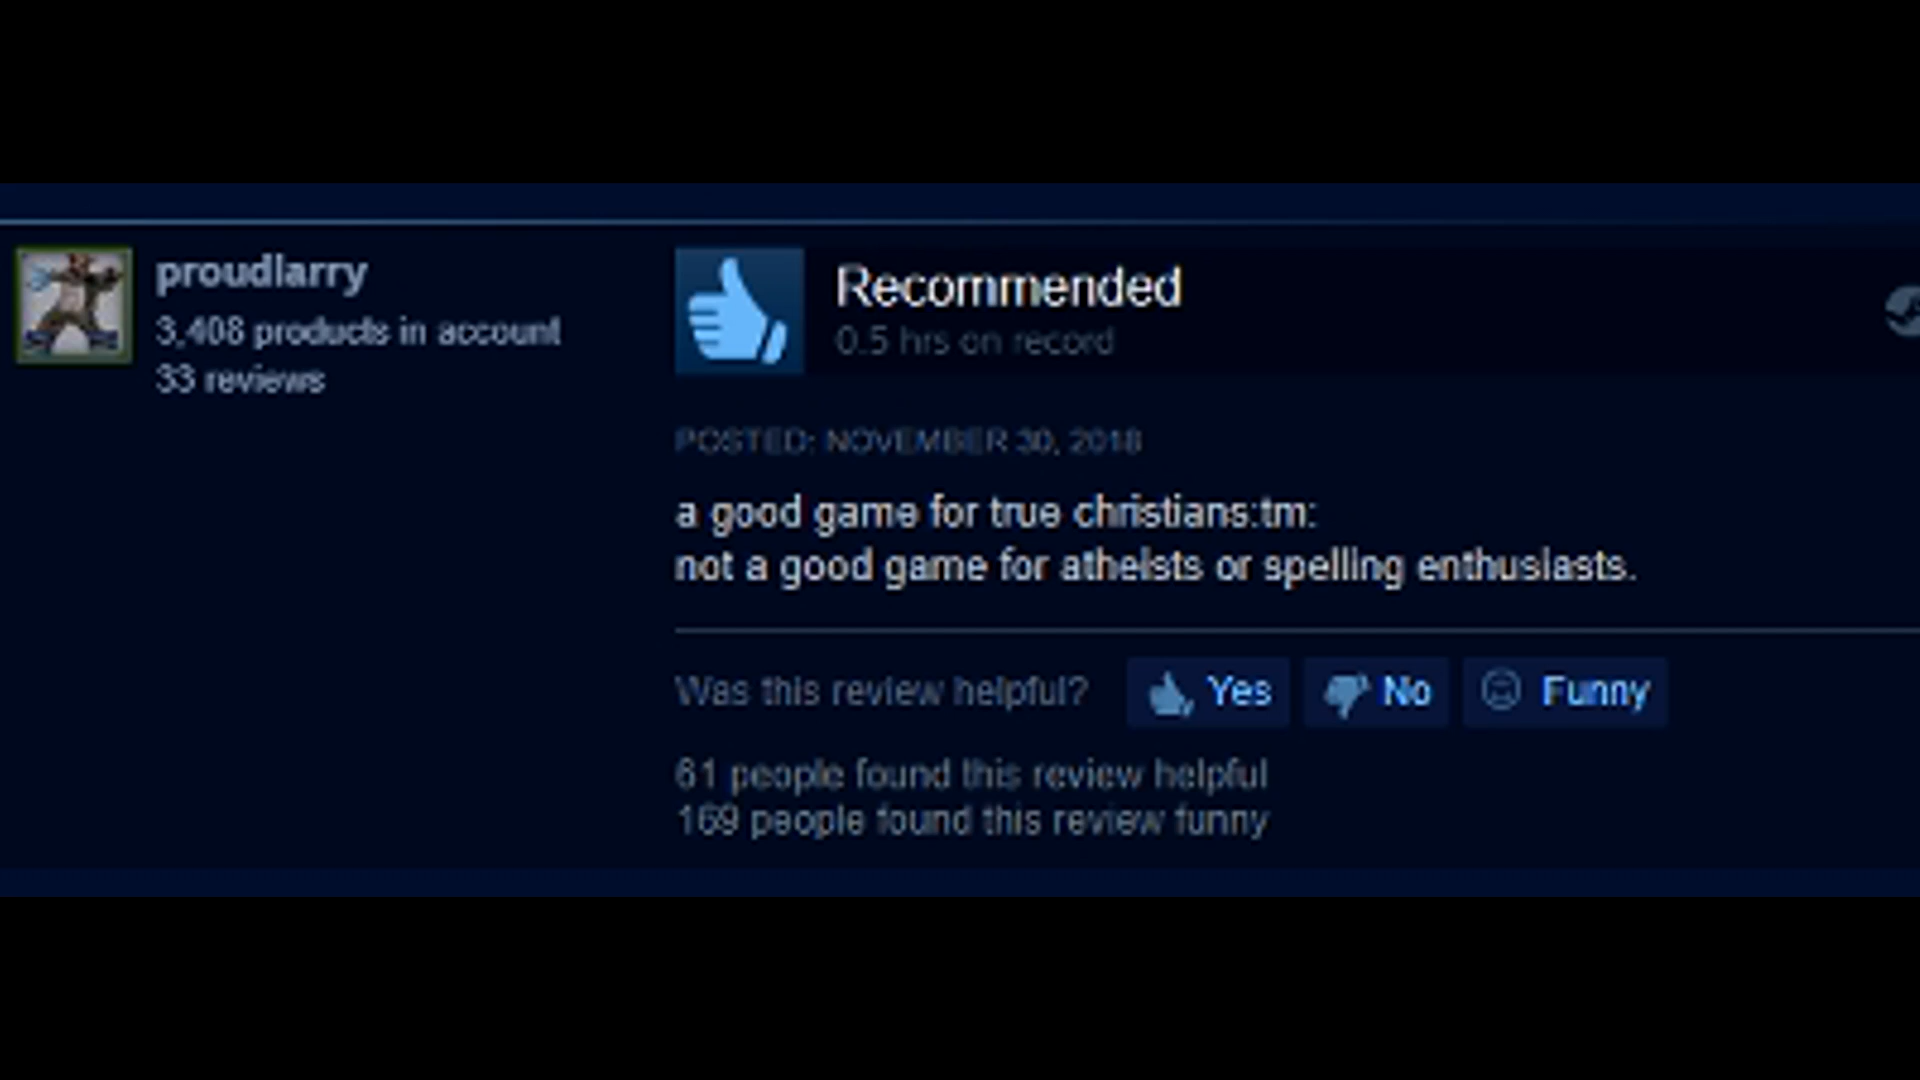 proudlarry
3,408 products in account
33 reviews
Recommended
0.5 hrs on record
POSTED: NOVEMBER 30, 2018
a good game for true christians:tm:
not a good game for atheists or spelling enthusiasts.
Was this review helpful? Yes No Funny
61 people found this review helpful
169 people found this review funny